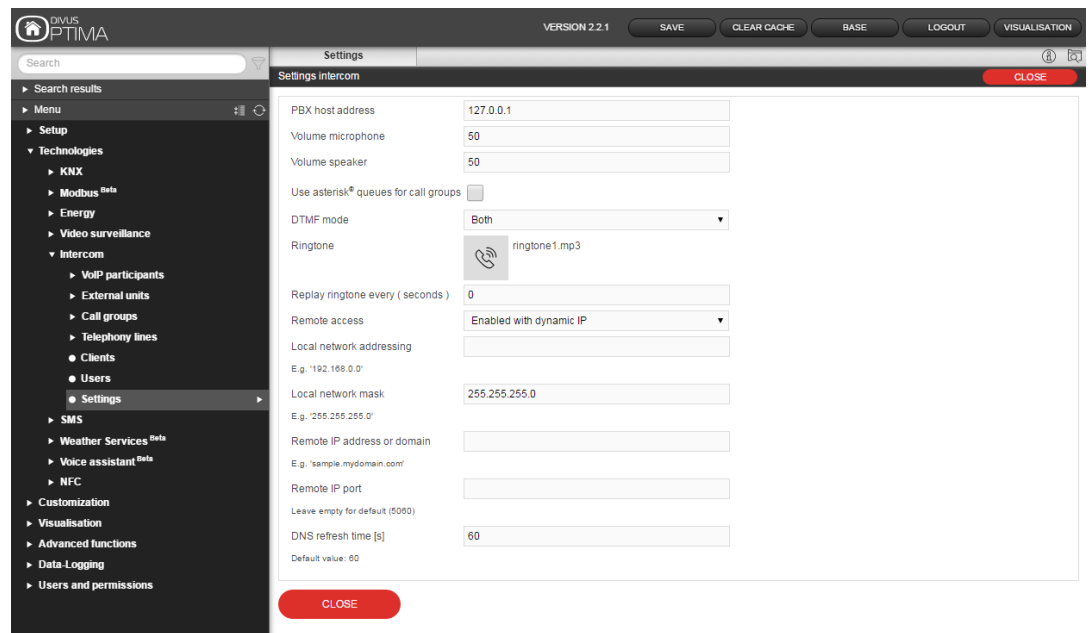 DIVUS
OPTIMA
VERSION 2.2.1
SAVE
CLEAR CACHE
BASE
LOGOUT
VISUALISATION
Search
Search results
Menu
Setup
Technologies
KNX
Modbus Beta
Energy
Video surveillance
Intercom
VoIP participants
External units
Call groups
Telephony lines
Clients
Users
Settings
SMS
Weather Services Beta
Voice assistant Beta
NFC
Customization
Visualisation
Advanced functions
Data-Logging
Users and permissions
Settings
Settings intercom
CLOSE
PBX host address 127.0.0.1
Volume microphone 50
Volume speaker 50
Use asterisk® queues for call groups
DTMF mode Both
Ringtone ringtone1.mp3
Replay ringtone every ( seconds ) 0
Remote access Enabled with dynamic IP
Local network addressing
E.g. '192.168.0.0'
Local network mask 255.255.255.0
E.g. '255.255.255.0'
Remote IP address or domain
E.g. 'sample.mydomain.com'
Remote IP port
Leave empty for default (5060)
DNS refresh time [s] 60
Default value: 60
CLOSE